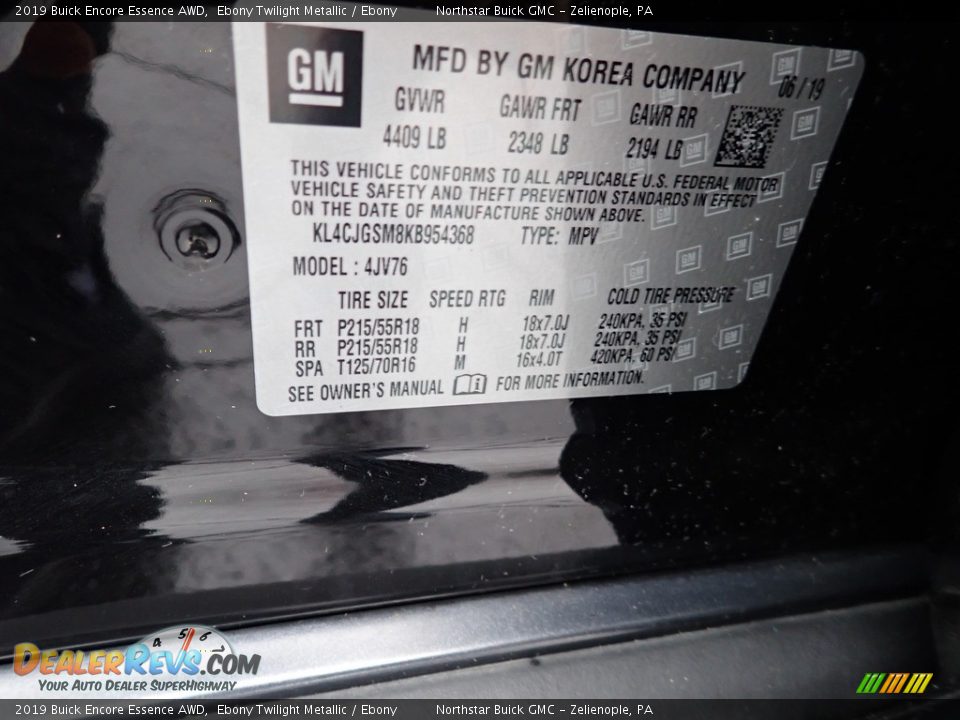 2019 Buick Encore Essence AWD, Ebony Twilight Metallic / Ebony Northstar Buick GMC – Zelienople, PA
GM
MFD BY GM KOREA COMPANY
06 / 19
GVWR GAWR FRT GAWR RR
4409 LB 2348 LB 2194 LB
THIS VEHICLE CONFORMS TO ALL APPLICABLE U.S. FEDERAL MOTOR
VEHICLE SAFETY AND THEFT PREVENTION STANDARDS IN EFFECT
ON THE DATE OF MANUFACTURE SHOWN ABOVE.
KL4CJGSM8KB954368 TYPE: MPV
MODEL : 4JV76
TIRE SIZE SPEED RTG RIM COLD TIRE PRESSURE
FRT P215/55R18 H 18x7.0J 240KPA, 35 PSI
RR P215/55R18 H 18x7.0J 240KPA, 35 PSI
SPA T125/70R16 M 16x4.0T 420KPA, 60 PSI
SEE OWNER'S MANUAL FOR MORE INFORMATION.
4 5 6
DEALERREVS.COM
YOUR AUTO DEALER SUPERHIGHWAY
2019 Buick Encore Essence AWD, Ebony Twilight Metallic / Ebony Northstar Buick GMC – Zelienople, PA